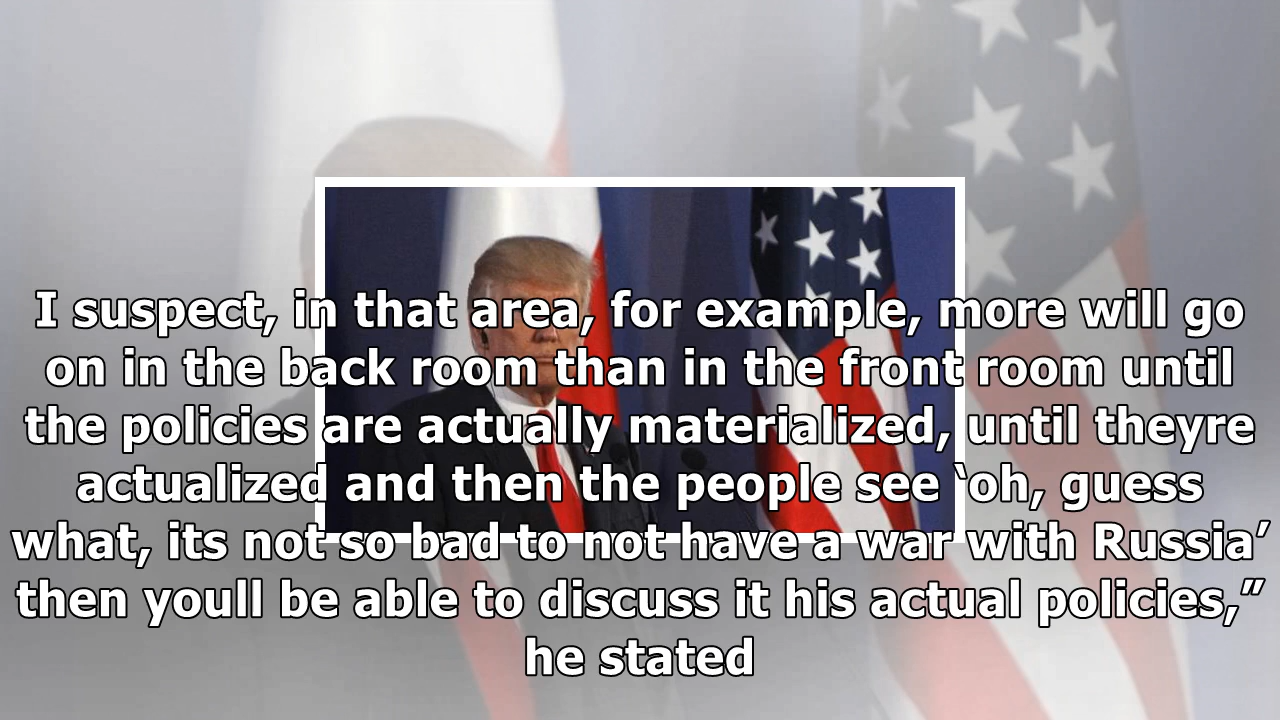 I suspect, in that area, for example, more will go
on in the back room than in the front room until
the policies are actually materialized, until theyre
actualized and then the people see ‘oh, guess
what, its not so bad to not have a war with Russia’
then youll be able to discuss it his actual policies,”
he stated